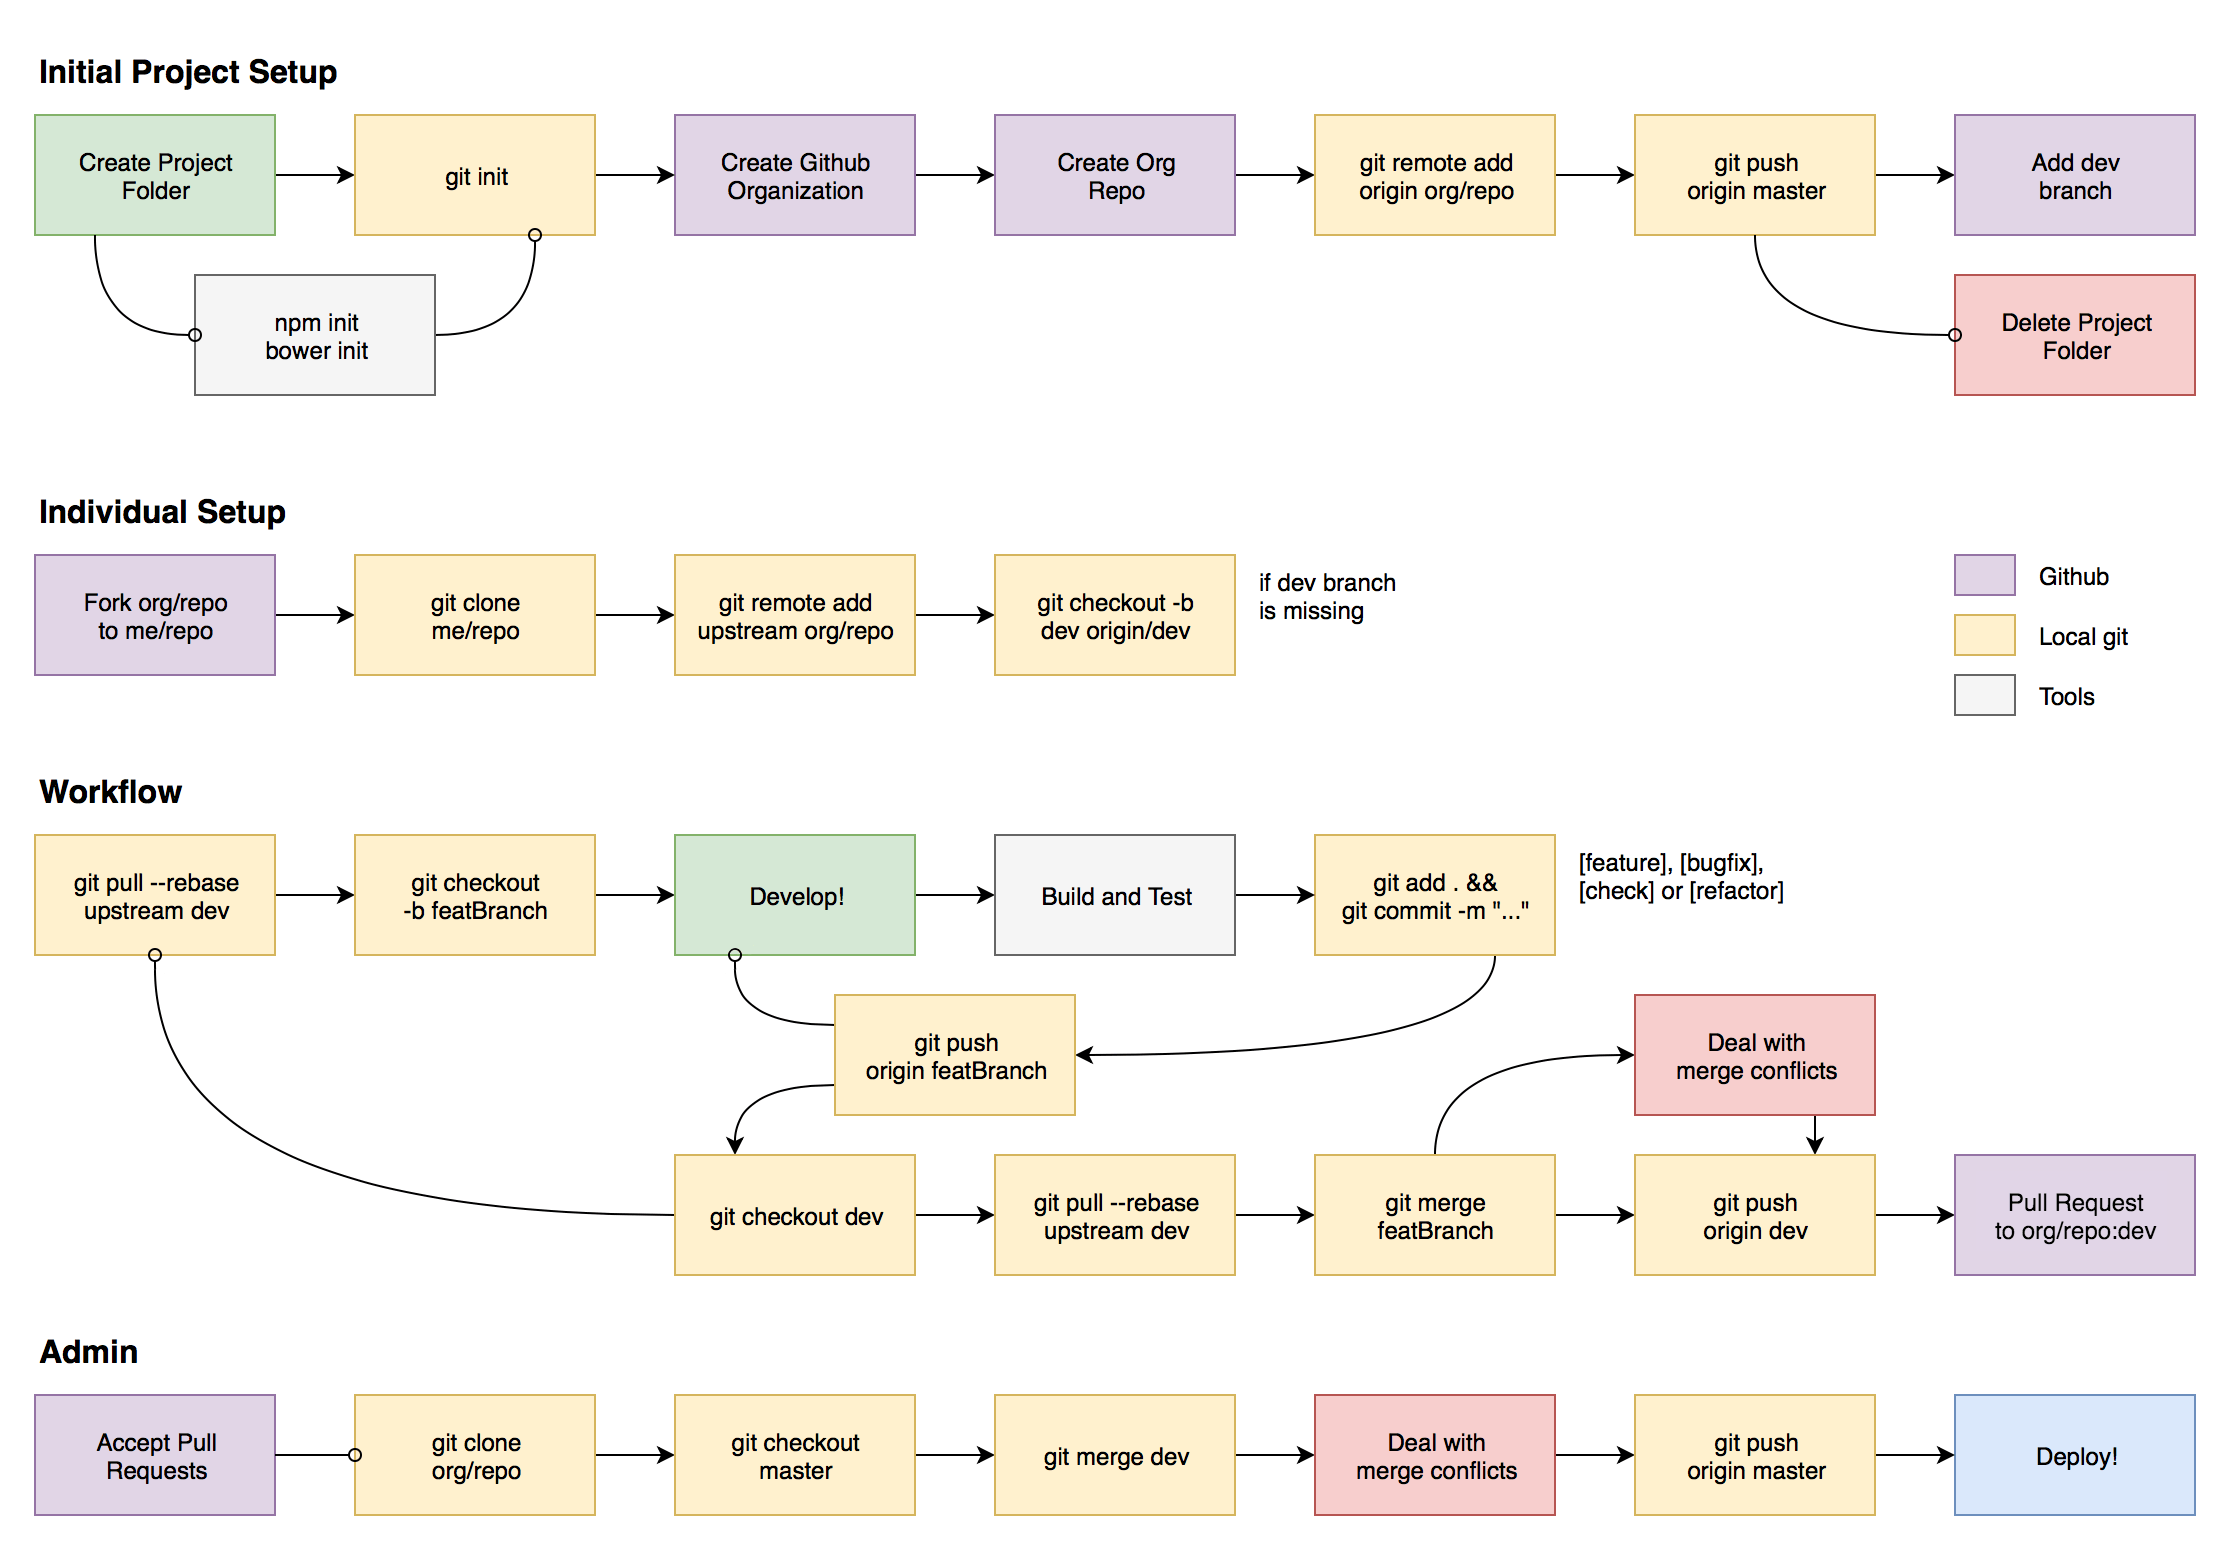 Initial Project Setup
Create Project
Folder
git init
Create Github
Organization
Create Org
Repo
git remote add
origin org/repo
git push
origin master
Add dev
branch
npm init
bower init
Delete Project
Folder
Individual Setup
Fork org/repo
to me/repo
git clone
me/repo
git remote add
upstream org/repo
git checkout -b
dev origin/dev
if dev branch
is missing
Github
Local git
Tools
Workflow
git pull --rebase
upstream dev
git checkout
-b featBranch
Develop!
Build and Test
git add . &&
git commit -m "..."
[feature], [bugfix],
[check] or [refactor]
git push
origin featBranch
Deal with
merge conflicts
git checkout dev
git pull --rebase
upstream dev
git merge
featBranch
git push
origin dev
Pull Request
to org/repo:dev
Admin
Accept Pull
Requests
git clone
org/repo
git checkout
master
git merge dev
Deal with
merge conflicts
git push
origin master
Deploy!